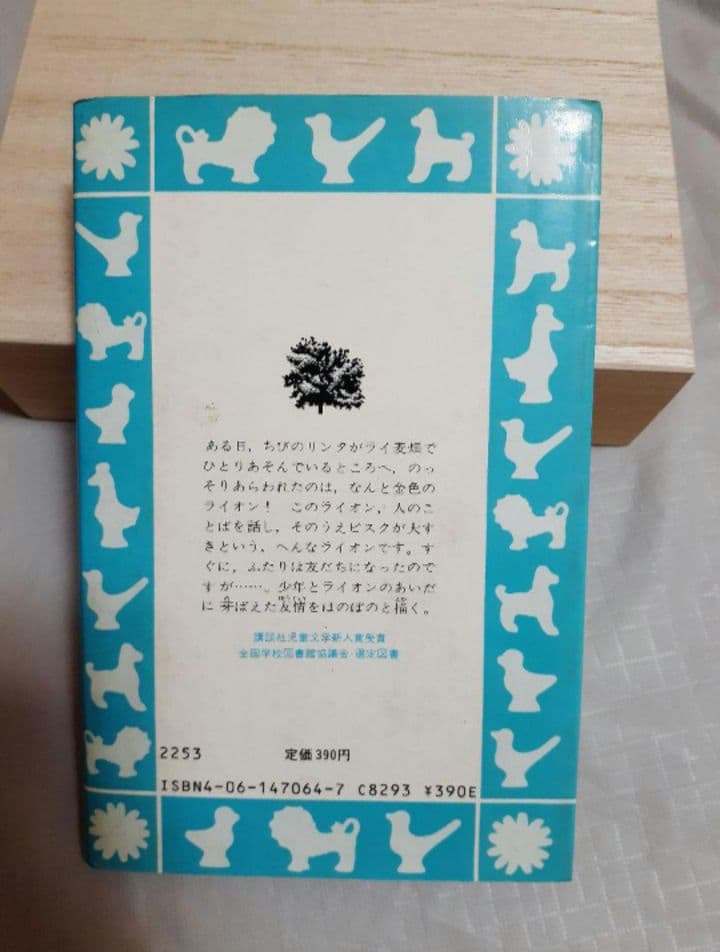 ある日，ちびのリンタがライ麦畑で
ひとりあそんでいるところへ，のっ
そりあらわれたのは，なんと金色の
ライオン！　このライオン，人のこ
とばを話し，そのうえビスクが大す
きという，へんなライオンです。す
ぐに，ふたりは友だちになったので
すが……。少年とライオンのあいだ
に芽ばえた友情をほのぼのと描く。
講談社児童文学新人賞受賞
全国学校図書館協議会・選定図書
2253　定価390円
ISBN4-06-147064-7 C8293 ¥390E